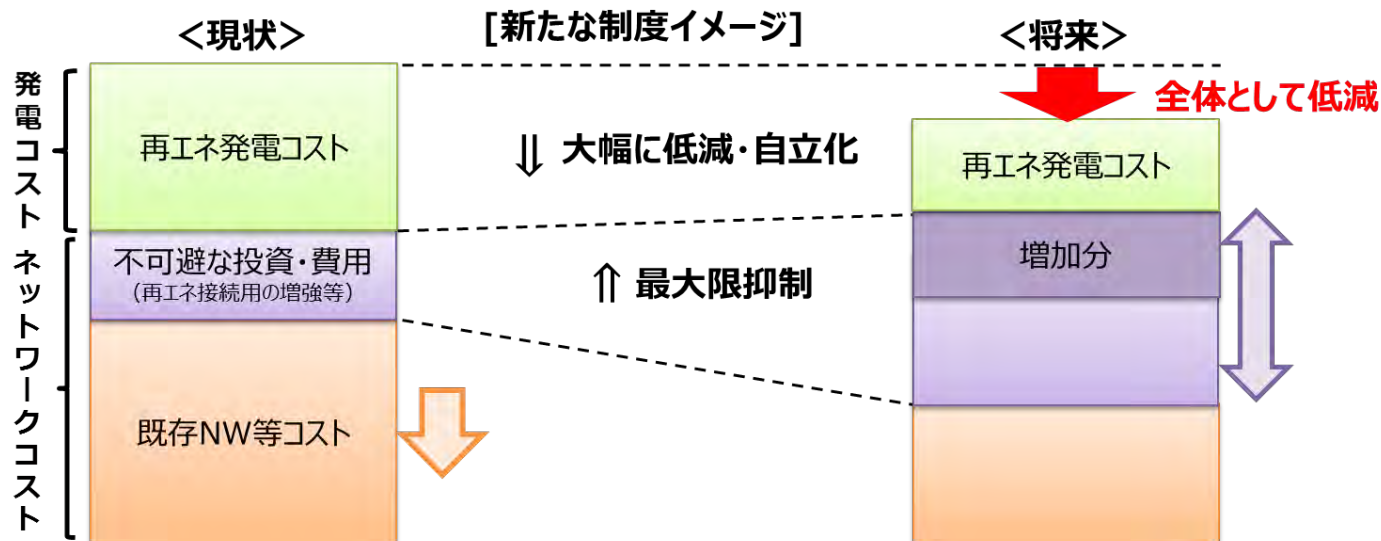 [新たな制度イメージ]
<現状>
<将来>
発電コスト
ネットワークコスト
再エネ発電コスト
不可避な投資・費用
(再エネ接続用の増強等)
既存NW等コスト
⇓ 大幅に低減・自立化
⇑ 最大限抑制
全体として低減
再エネ発電コスト
増加分